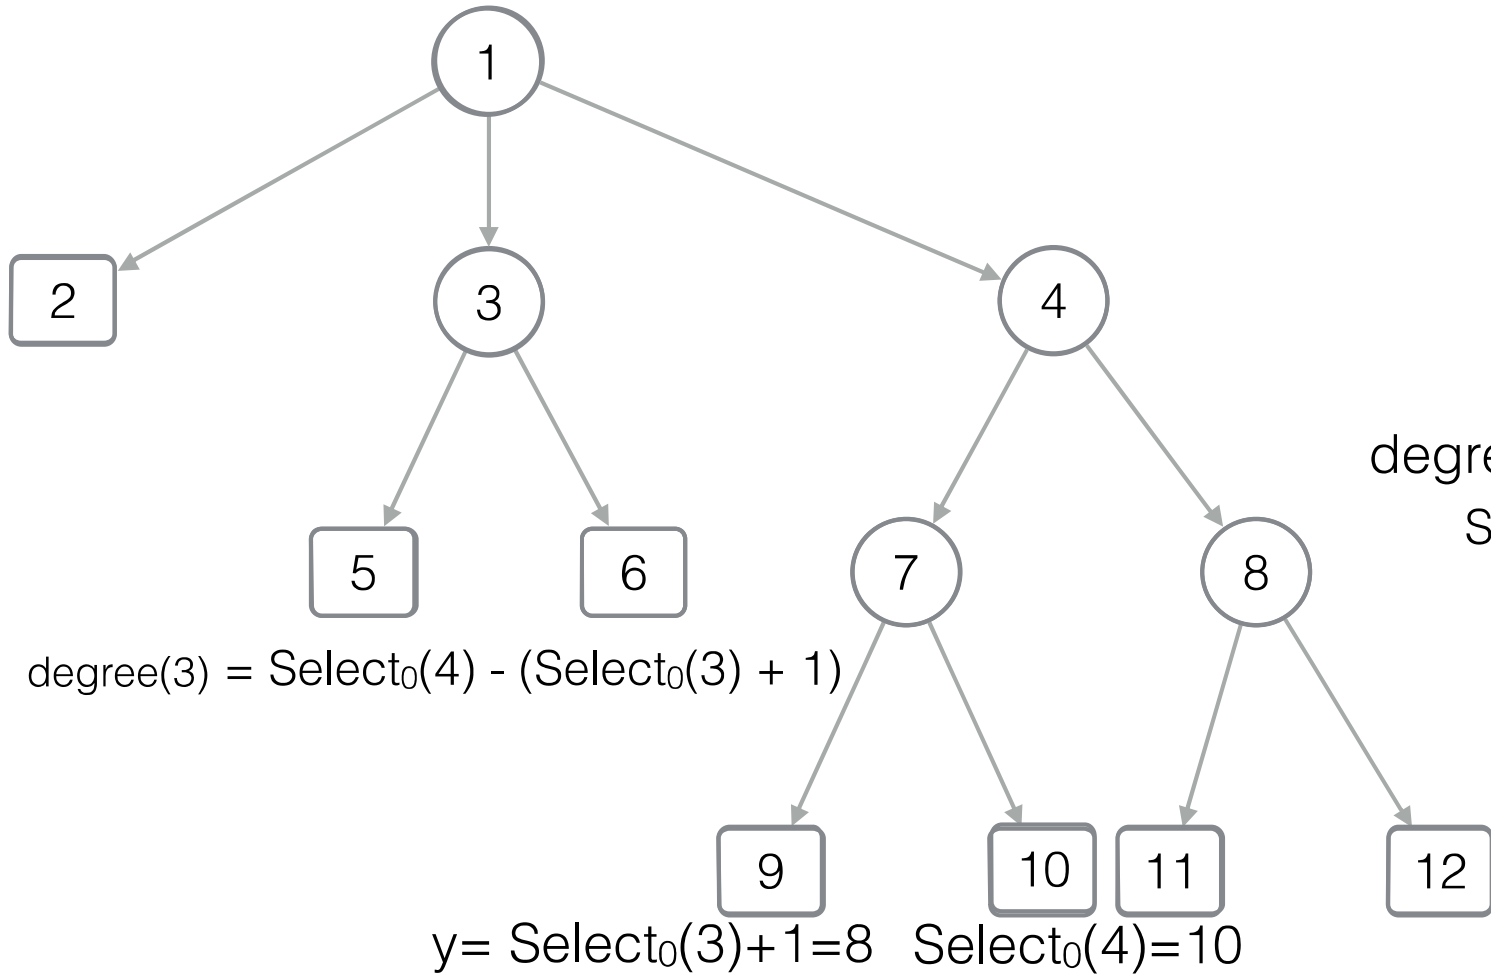 1
2
3
4
degre
S
5
6
7
8
degree(3) = Select₀(4) - (Select₀(3) + 1)
9
10
11
12
y= Select₀(3)+1=8
Select₀(4)=10